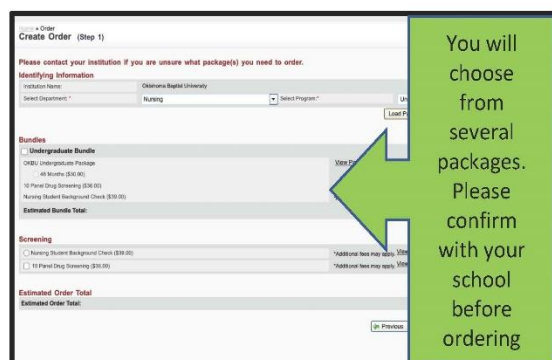 Home » Order
Create Order (Step 1)
Please contact your institution if you are unsure what package(s) you need to order.
Identifying Information
Institution Name: Oklahoma Baptist University
Select Department: * Nursing Select Program:* Un
Load Pa
Bundles
Undergraduate Bundle
OKBU Undergraduate Package View Pa
48 Months ($30.90)
10 Panel Drug Screening ($36.00)
Nursing Student Background Check ($39.00)
Estimated Bundle Total:
Screening
Nursing Student Background Check ($39.00) *Additional fees may apply. View
10 Panel Drug Screening ($36.00) *Additional fees may apply. View
Estimated Order Total
Estimated Order Total:
Previous
You will
choose
from
several
packages.
Please
confirm
with your
school
before
ordering